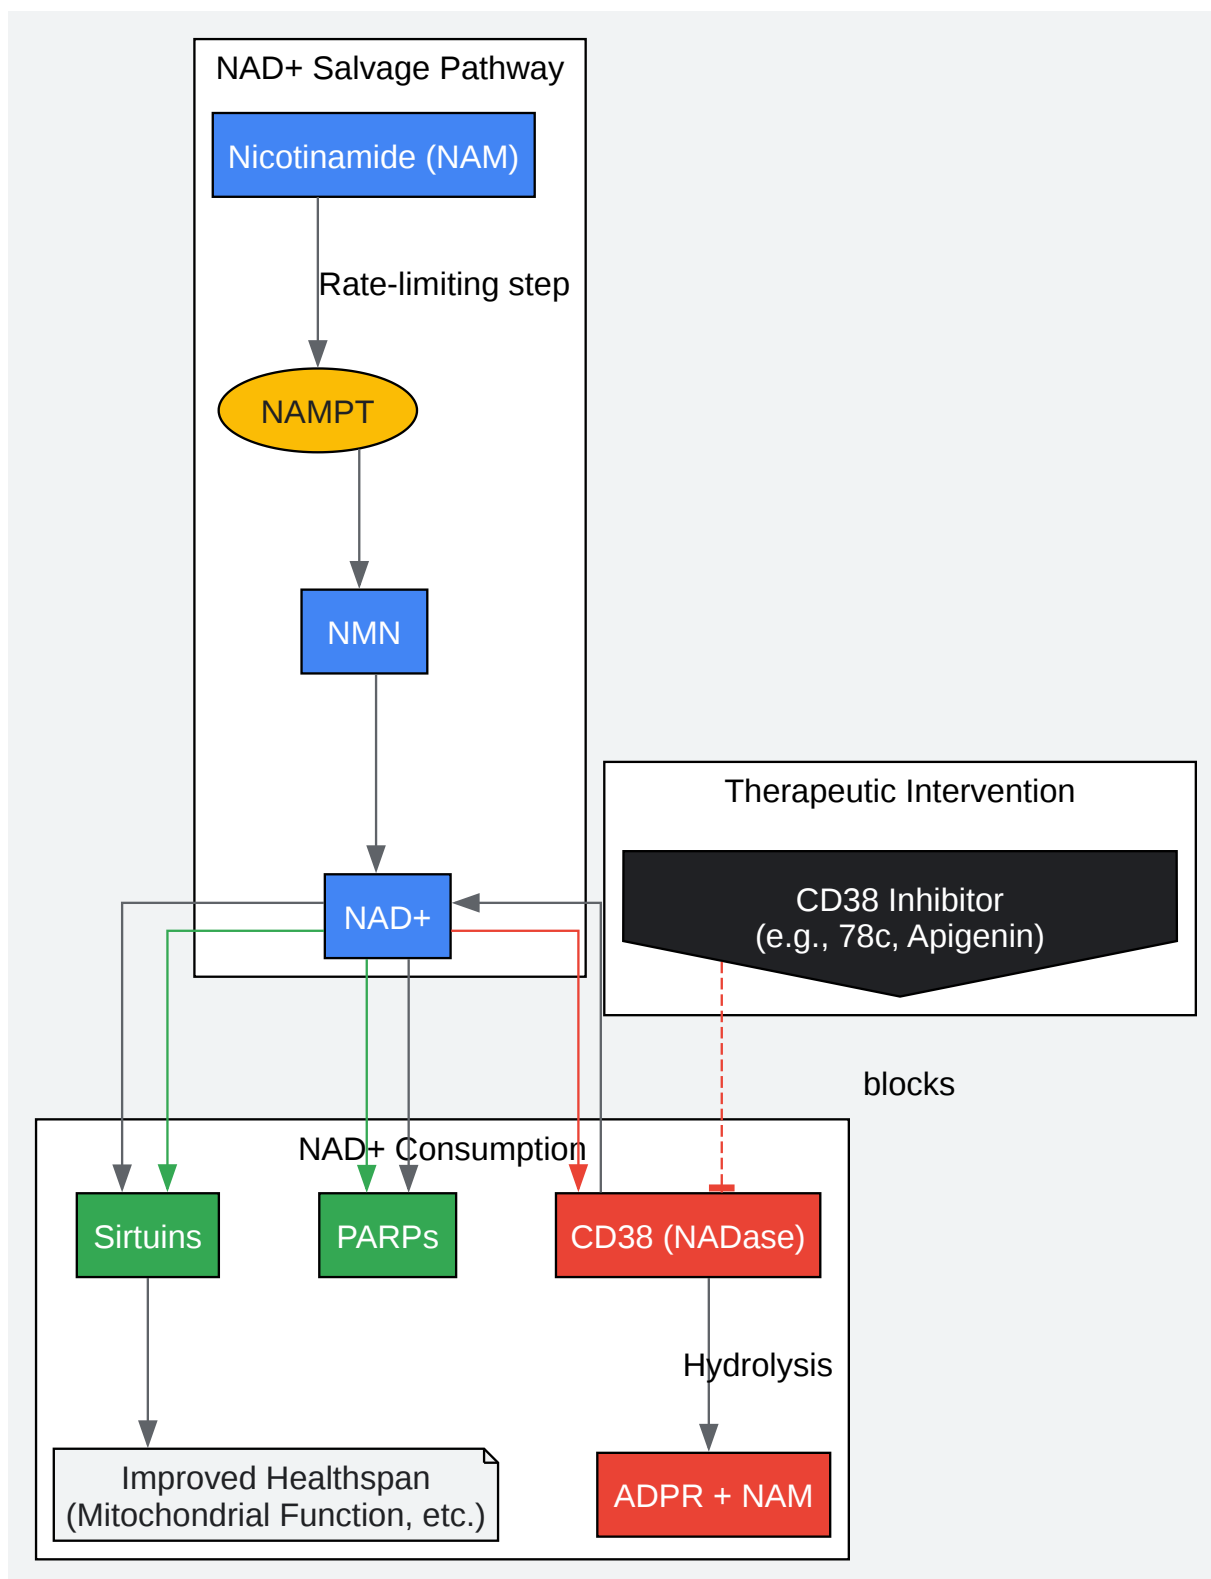 NAD+ Salvage Pathway
Nicotinamide (NAM)
Rate-limiting step
NAMPT
NMN
NAD+
Therapeutic Intervention
CD38 Inhibitor
(e.g., 78c, Apigenin)
blocks
NAD+ Consumption
Sirtuins
PARPs
CD38 (NADase)
Hydrolysis
Improved Healthspan
(Mitochondrial Function, etc.)
ADPR + NAM